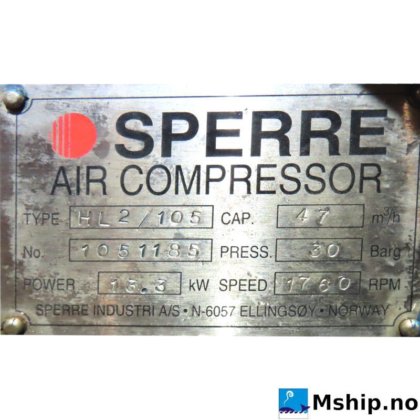 SPERRE
AIR COMPRESSOR
TYPE HL2/105 CAP. 47 m³/h
No. 1051185 PRESS. 30 Barg
POWER 13.3 kW SPEED 1760 RPM
SPERRE INDUSTRI A/S • N-6057 ELLINGSØY • NORWAY
Mship.no